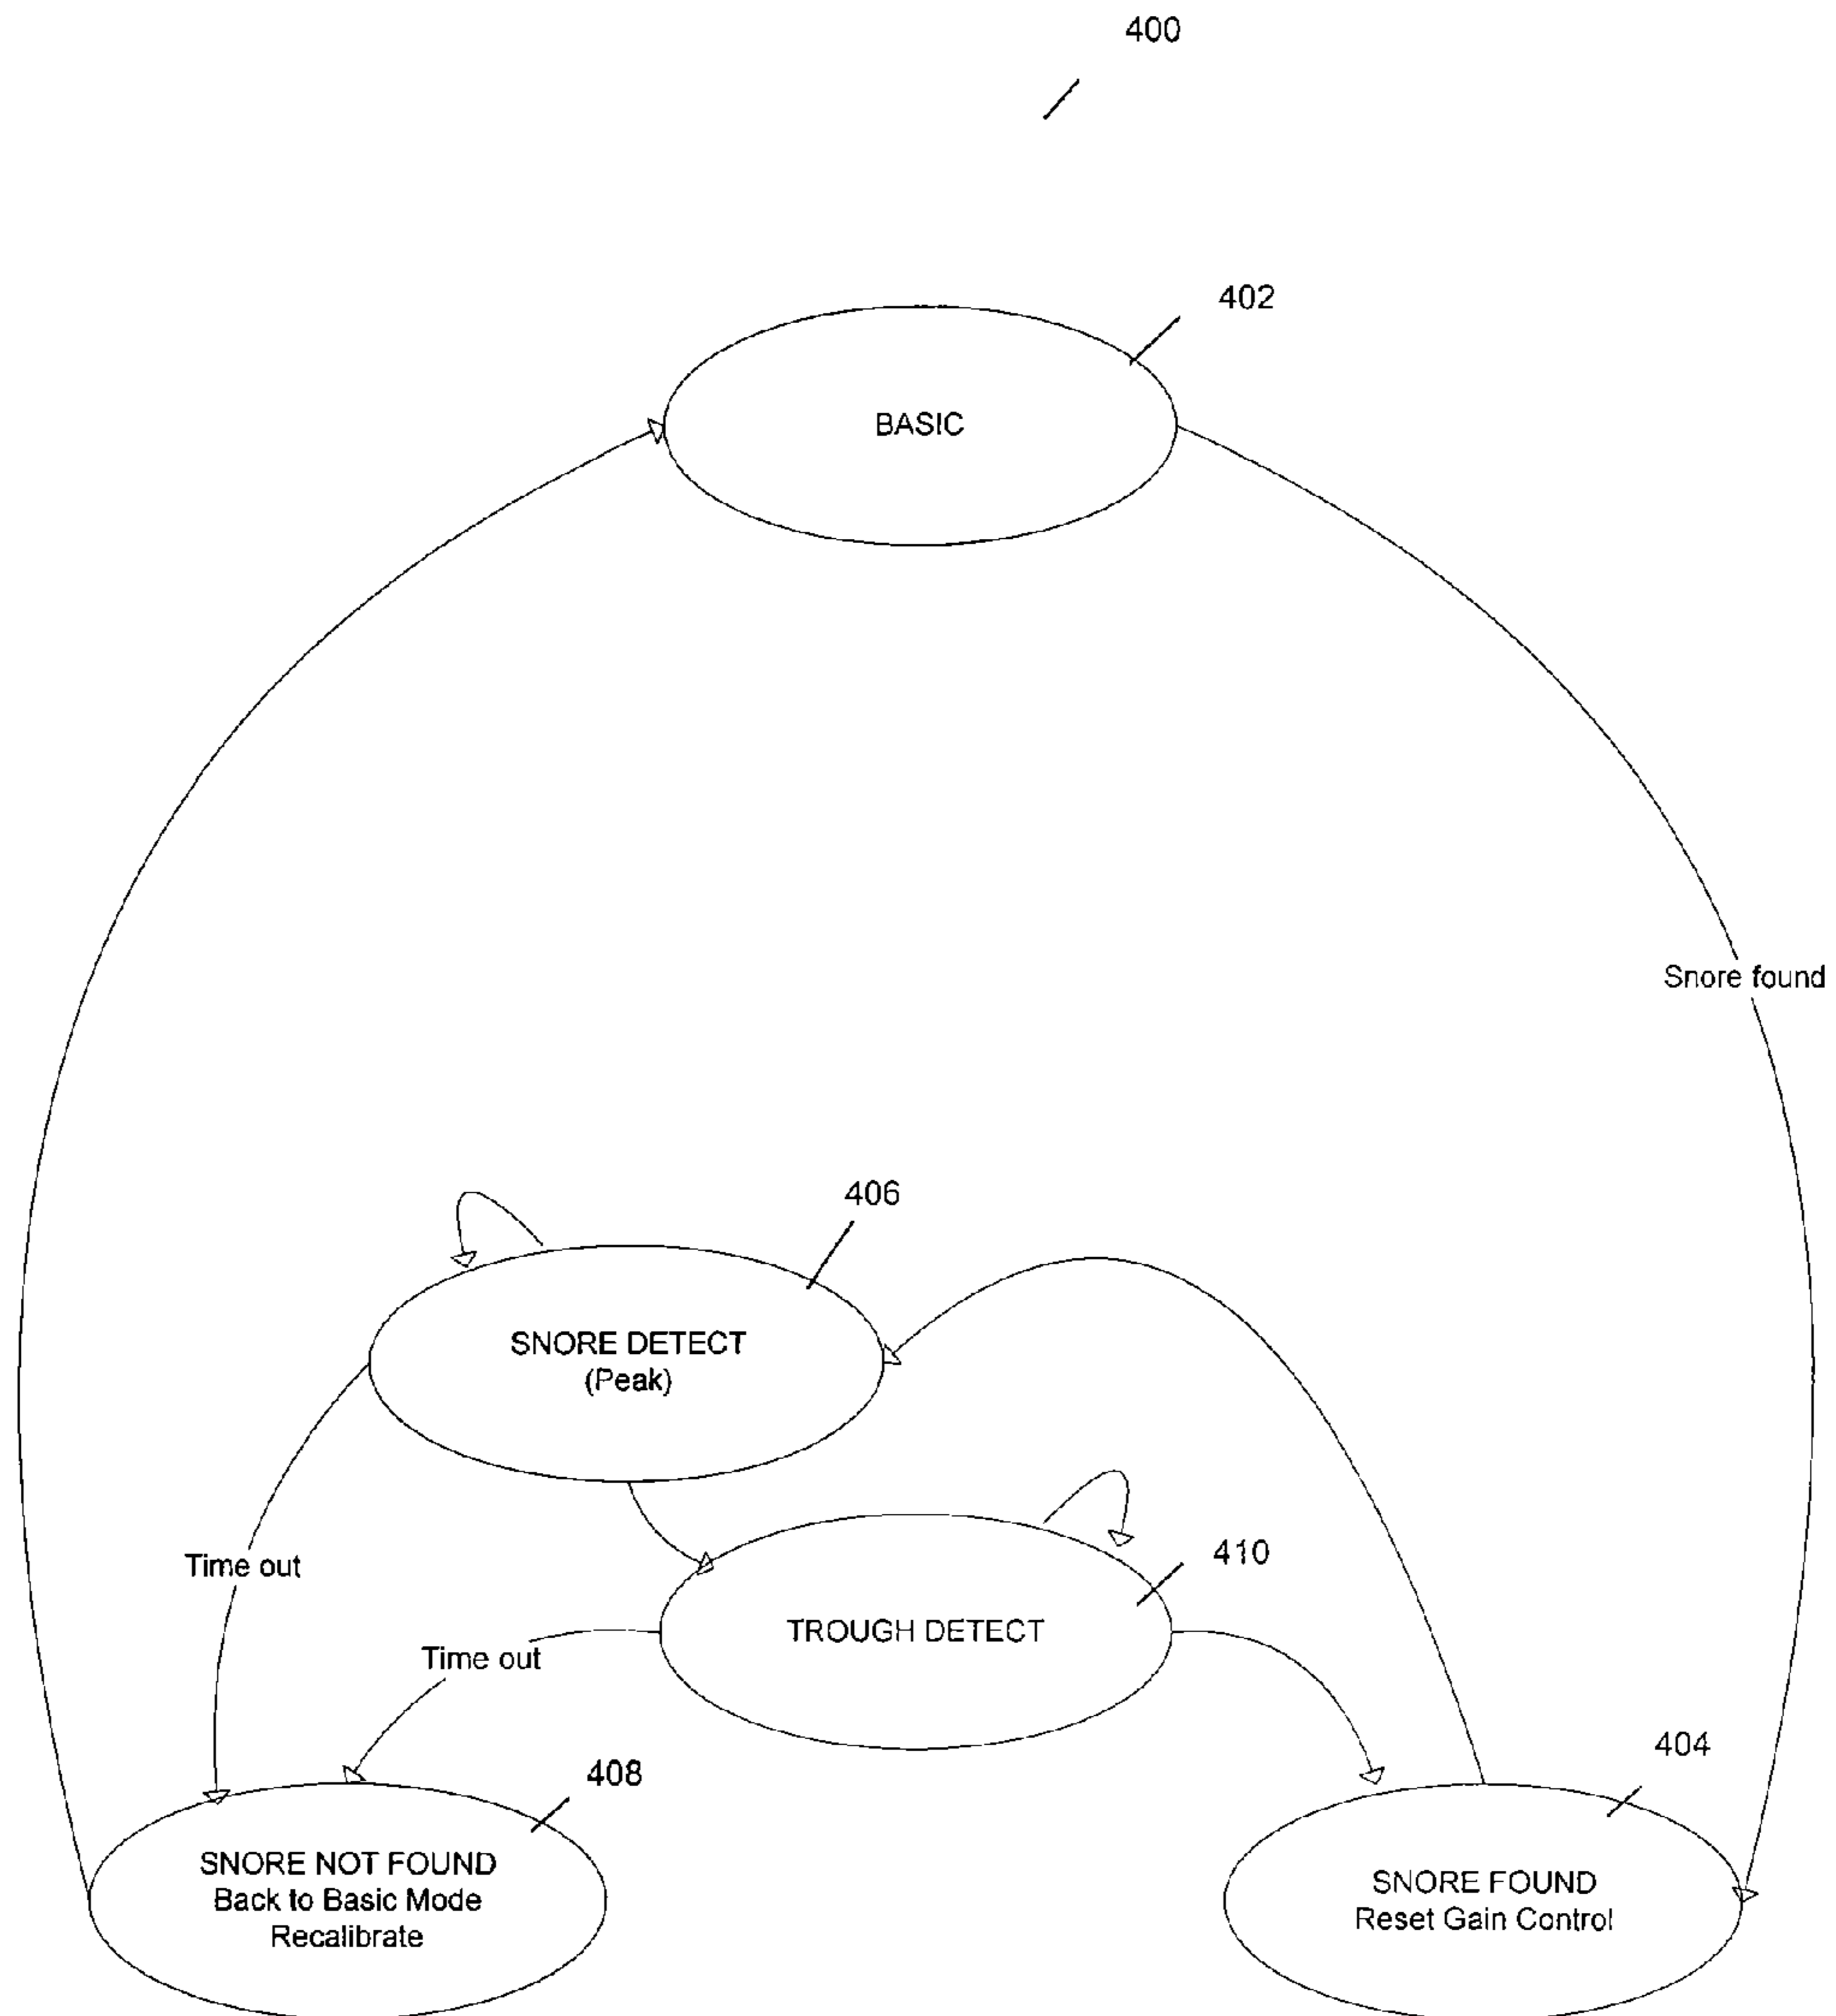 400
402
BASIC
Snore found
406
SNORE DETECT
(Peak)
410
Time out
TROUGH DETECT
Time out
404
408
SNORE NOT FOUND
Back to Basic Mode
Recalibrate
SNORE FOUND
Reset Gain Control